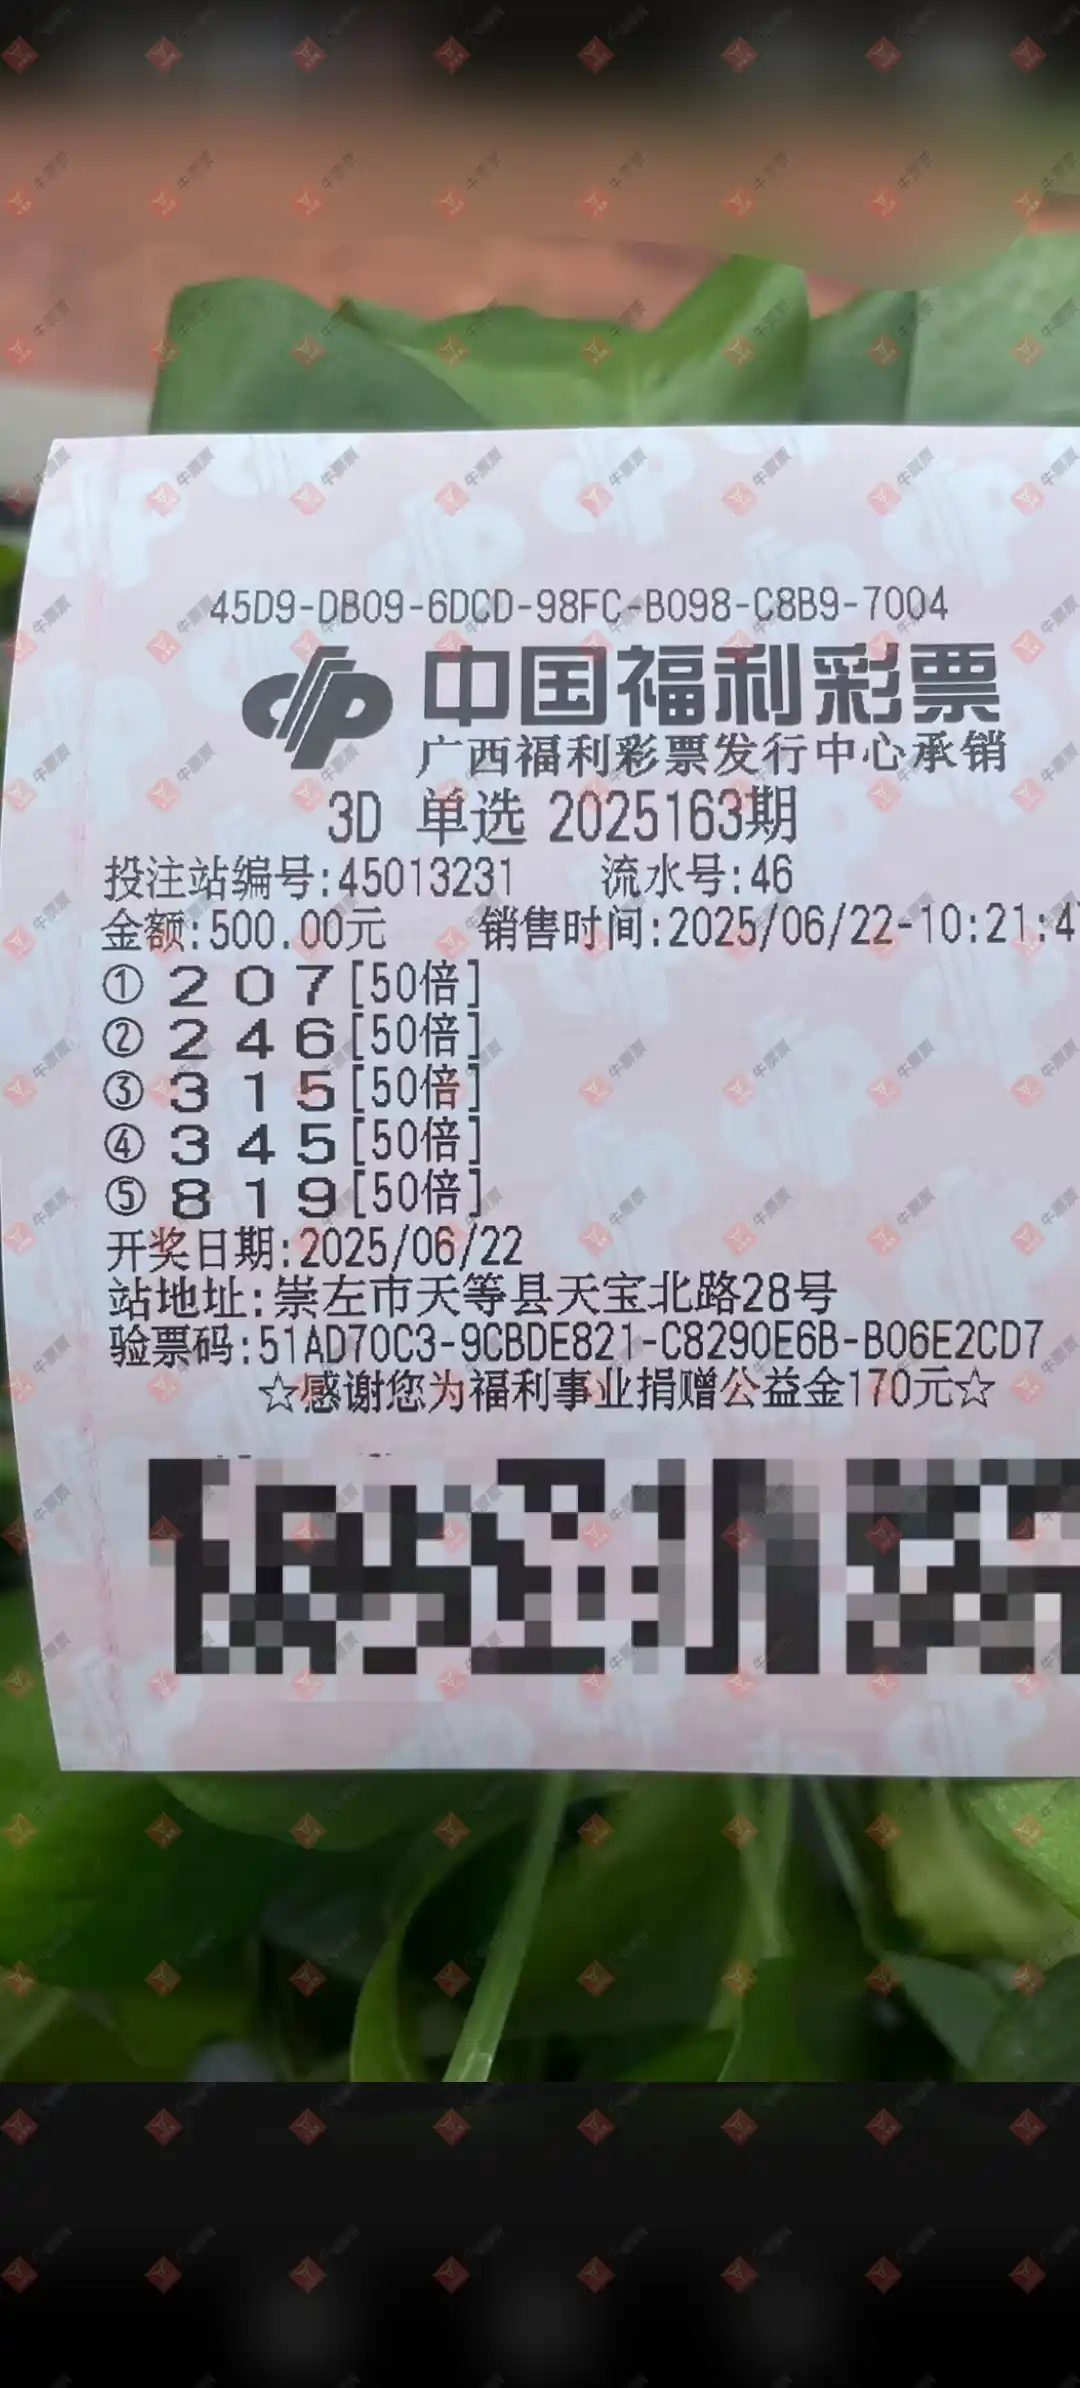 45D9-DB09-6DCD-98FC-B098-C8B9-7004
中国福利彩票
广西福利彩票发行中心承销
3D 单选 2025163期
投注站编号:45013231 流水号:46
金额:500.00元 销售时间:2025/06/22-10:21:4
① 2 0 7[50倍]
② 2 4 6[50倍]
③ 3 1 5[50倍]
④ 3 4 5[50倍]
⑤ 8 1 9[50倍]
开奖日期:2025/06/22
站地址:崇左市天等县天宝北路28号
验票码:51AD70C3-9CBDE821-C8290E6B-B06E2CD7
☆感谢您为福利事业捐赠公益金170元☆
牛票票